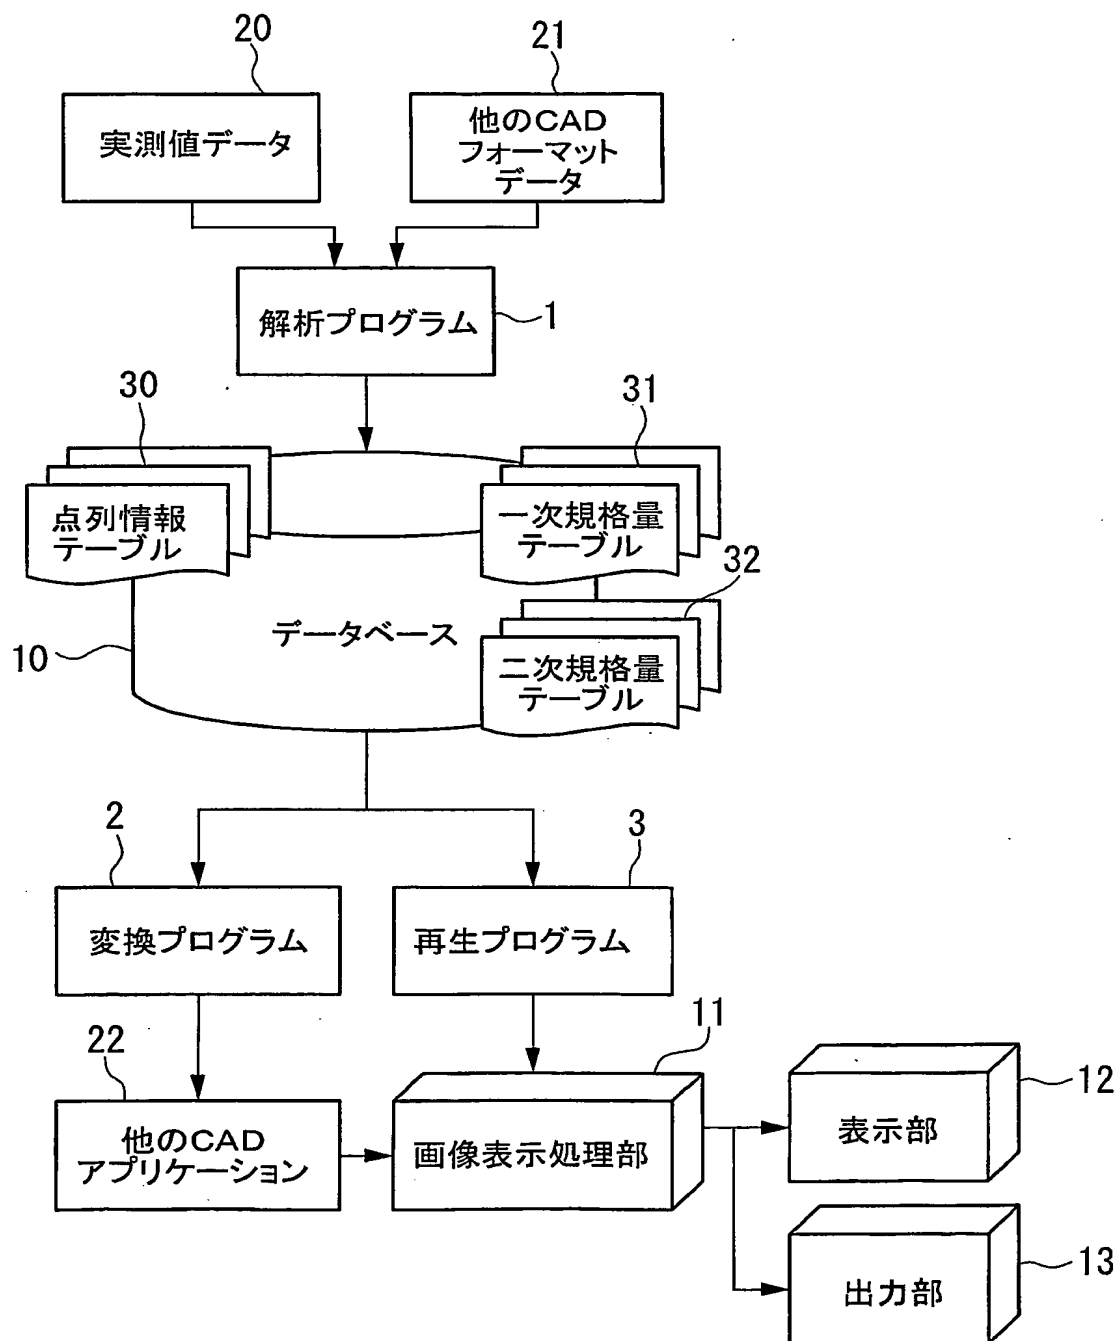 20
21
実測値データ
他のCAD
フォーマット
データ
解析プログラム
1
30
31
点列情報
テーブル
一次規格量
テーブル
32
データベース
10
二次規格量
テーブル
2
3
変換プログラム
再生プログラム
11
22
12
他のCAD
アプリケーション
画像表示処理部
表示部
13
出力部